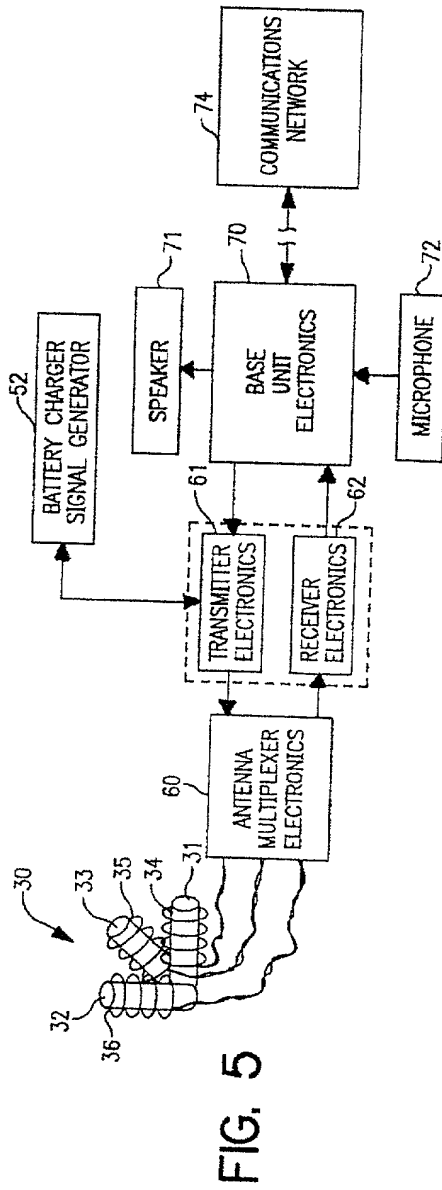 30
33
35
34
31
32
36
60
ANTENNA
MULTIPLEXER
ELECTRONICS
61
TRANSMITTER
ELECTRONICS
RECEIVER
ELECTRONICS
62
52
BATTERY CHARGER
SIGNAL GENERATOR
71
SPEAKER
70
BASE
UNIT
ELECTRONICS
72
MICROPHONE
74
COMMUNICATIONS
NETWORK
FIG. 5